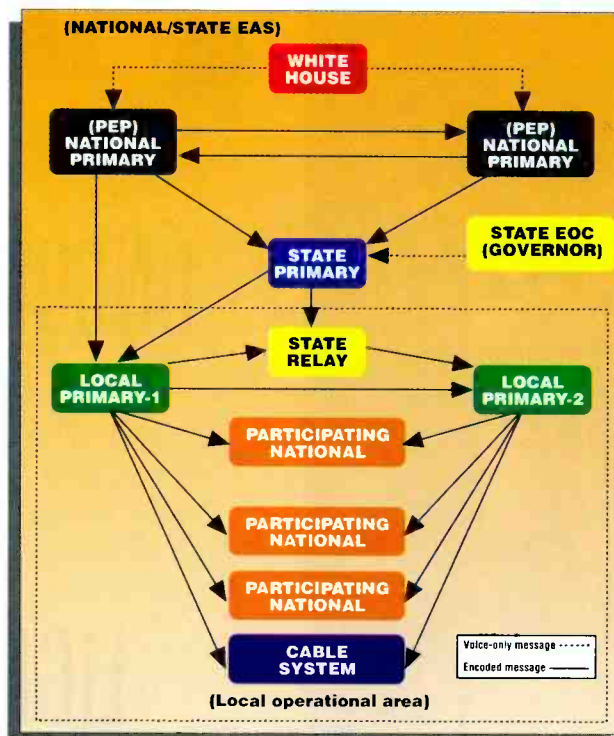 (NATIONAL/STATE EAS)
WHITE
HOUSE
(PEP)
NATIONAL
PRIMARY
(PEP)
NATIONAL
PRIMARY
STATE EOC
(GOVERNOR)
STATE
PRIMARY
STATE
RELAY
LOCAL
PRIMARY-1
LOCAL
PRIMARY-2
PARTICIPATING
NATIONAL
PARTICIPATING
NATIONAL
PARTICIPATING
NATIONAL
CABLE
SYSTEM
Voice-only message
Encoded message
(Local operational area)